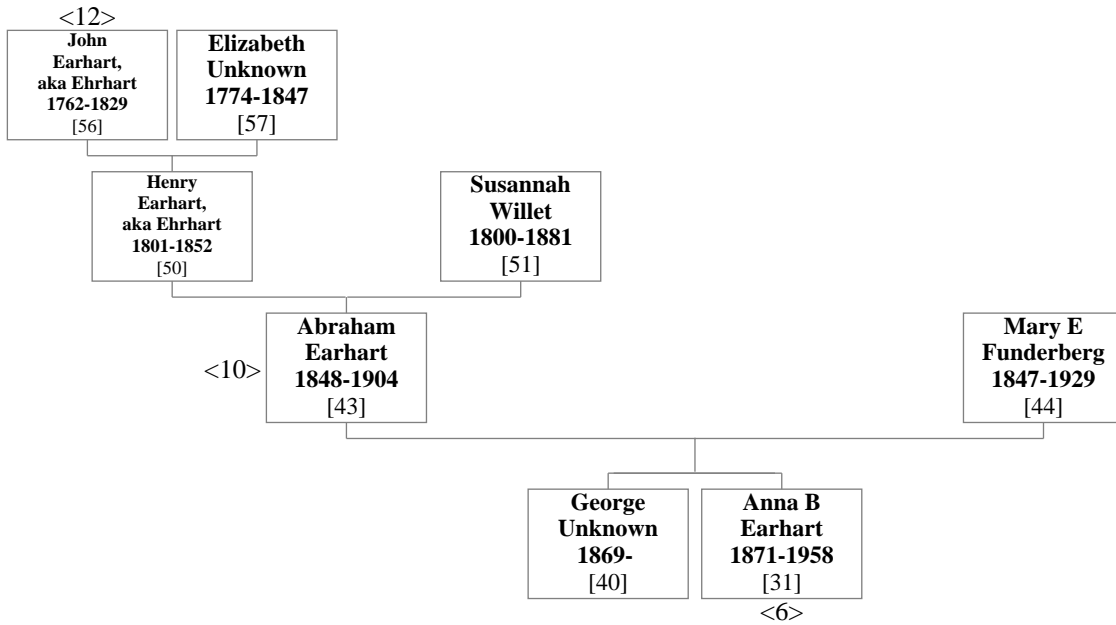 <12>
John
Earhart,
aka Ehrhart
1762-1829
[56]
Elizabeth
Unknown
1774-1847
[57]
Henry
Earhart,
aka Ehrhart
1801-1852
[50]
Susannah
Willet
1800-1881
[51]
<10>
Abraham
Earhart
1848-1904
[43]
Mary E
Funderberg
1847-1929
[44]
George
Unknown
1869-
[40]
Anna B
Earhart
1871-1958
[31]
<6>